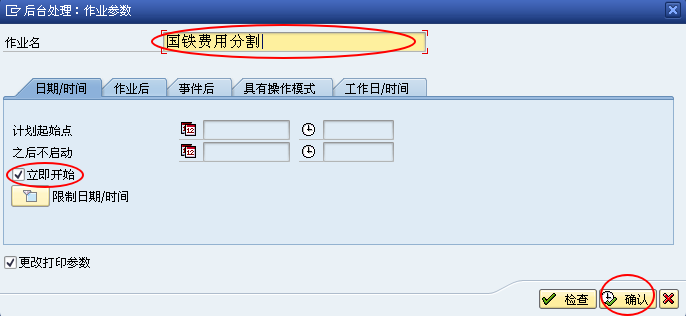 后台处理：作业参数
作业名 国铁费用分割
日期/时间 作业后 事件后 具有操作模式 工作日/时间
计划起始点
之后不启动
立即开始
限制日期/时间
更改打印参数
检查 确认